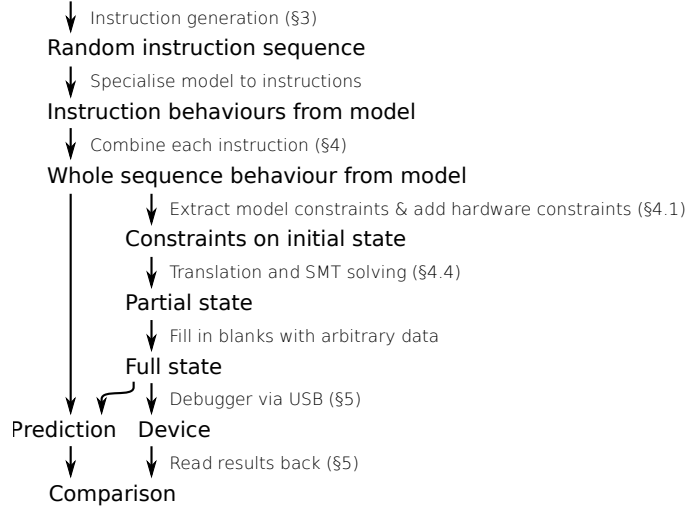 Instruction generation (§3)
Random instruction sequence
Specialise model to instructions
Instruction behaviours from model
Combine each instruction (§4)
Whole sequence behaviour from model
Extract model constraints & add hardware constraints (§4.1)
Constraints on initial state
Translation and SMT solving (§4.4)
Partial state
Fill in blanks with arbitrary data
Full state
Debugger via USB (§5)
Prediction Device
Read results back (§5)
Comparison